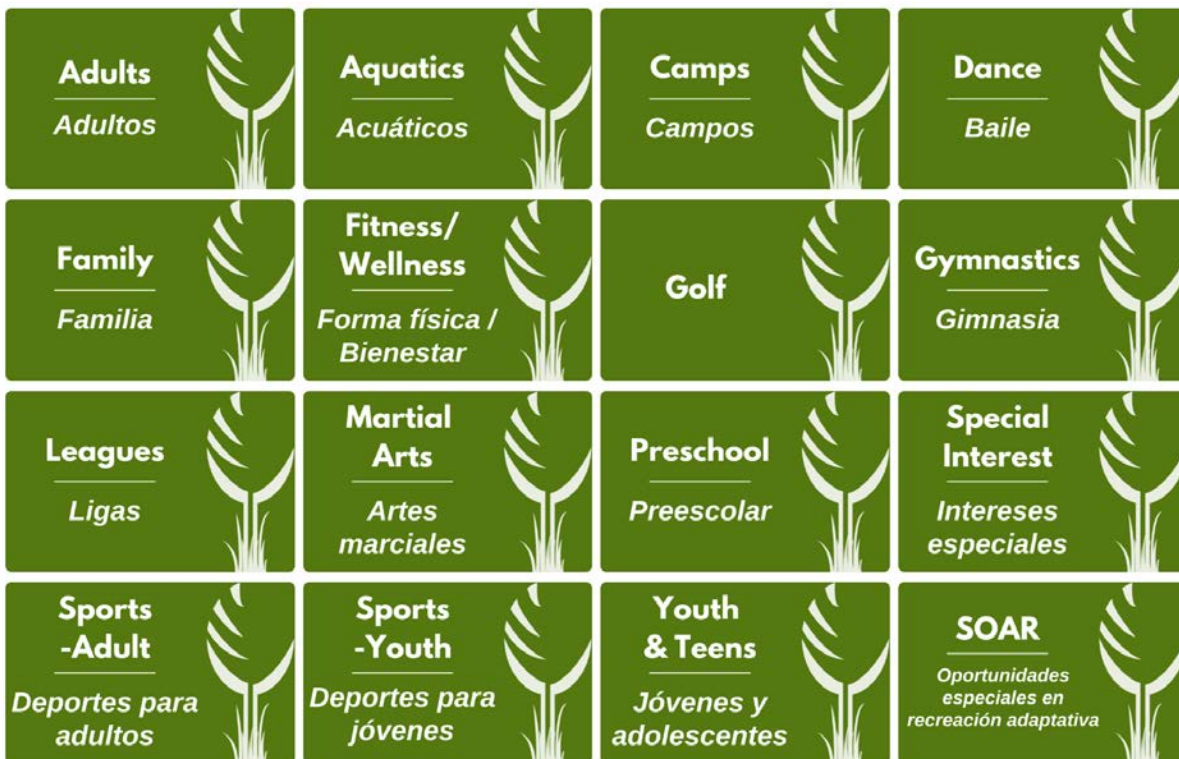 Adults
Adultos
Aquatics
Acuáticos
Camps
Campos
Dance
Baile
Family
Familia
Fitness/
Wellness
Forma física /
Bienestar
Golf
Gymnastics
Gimnasia
Leagues
Ligas
Martial
Arts
Artes
marciales
Preschool
Preescolar
Special
Interest
Intereses
especiales
Sports
-Adult
Deportes para
adultos
Sports
-Youth
Deportes para
jóvenes
Youth
& Teens
Jóvenes y
adolescentes
SOAR
Oportunidades
especiales en
recreación adaptativa